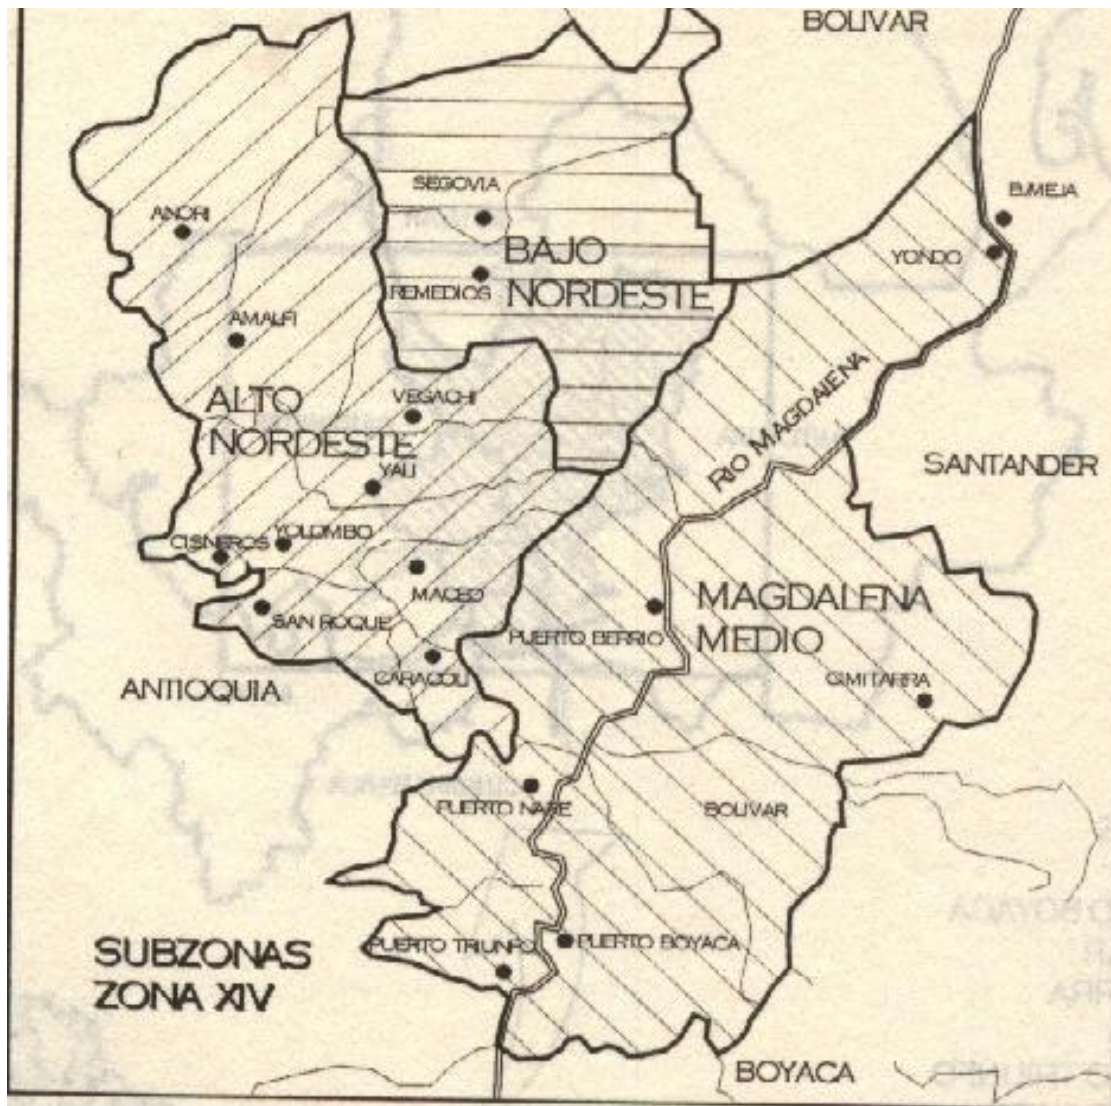 BOLIVAR
SEGOVIA
ANORI
YONDO
BAJO
NORDESTE
REMEDIOS
AMALFI
RIO MAGDALENA
VEGACHI
ALTO
NORDESTE
YALI
SANTANDER
CISNEROS
YOLOMBO
MACEO
MAGDALENA
MEDIO
SAN ROQUE
PUERTO BERRIO
CARACOLI
CIMITARRA
ANTIOQUIA
PUERTO NARE
BOLIVAR
PUERTO TRIUNFO
PUERTO BOYACA
SUBZONAS
ZONA XIV
BOYACA